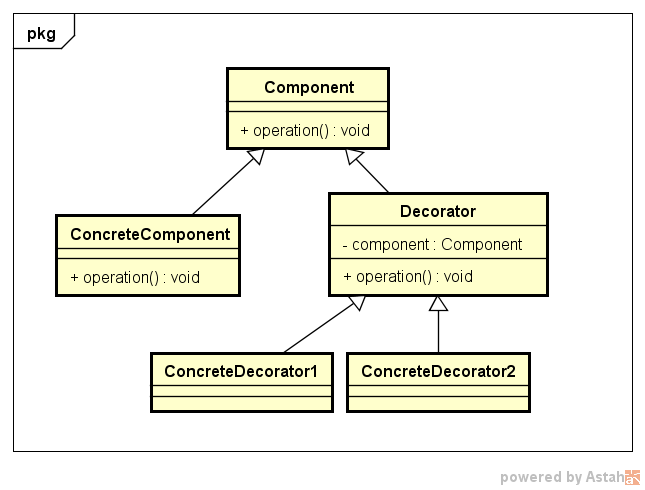 pkg
Component
+ operation() : void
ConcreteComponent
+ operation() : void
Decorator
- component : Component
+ operation() : void
ConcreteDecorator1
ConcreteDecorator2
powered by Astah